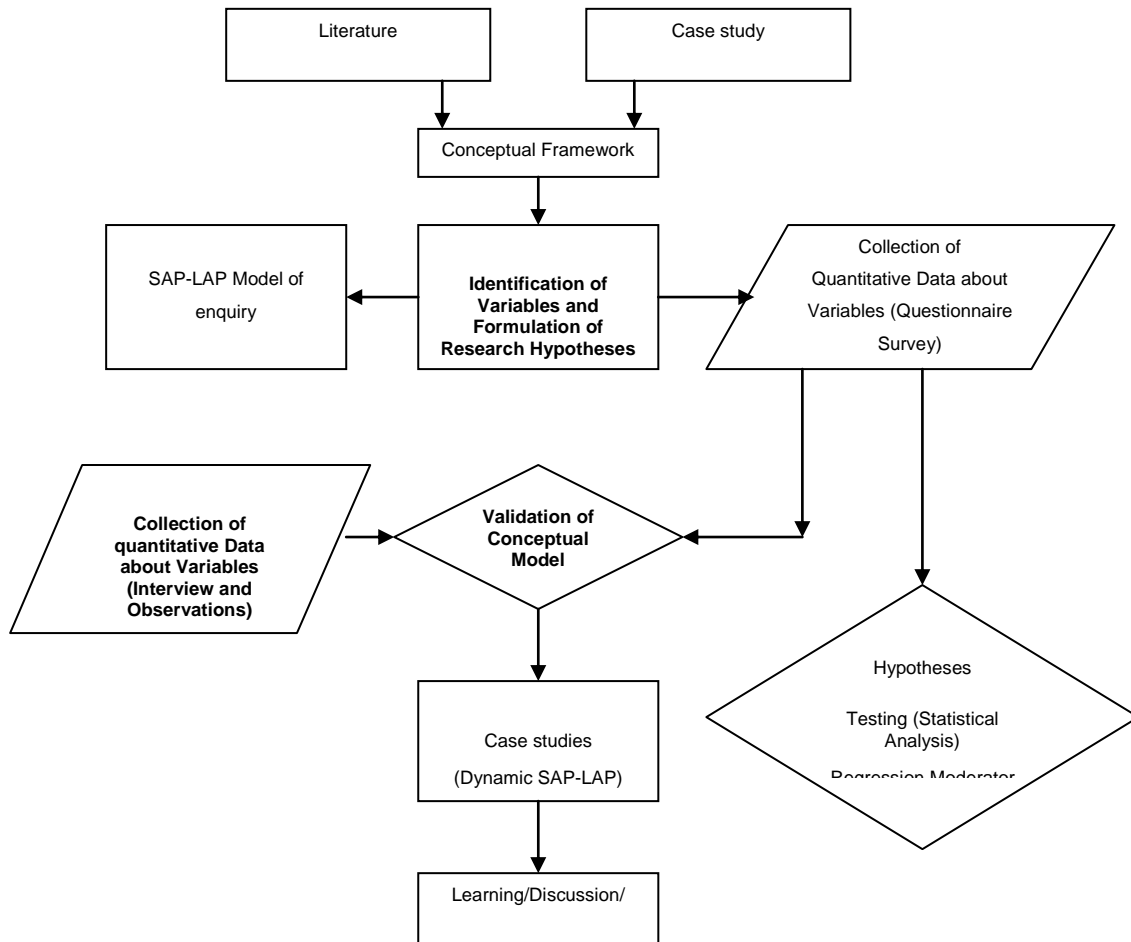 Literature
Case study
Conceptual Framework
SAP-LAP Model of
enquiry
Identification of
Variables and
Formulation of
Research Hypotheses
Collection of
Quantitative Data about
Variables (Questionnaire
Survey)
Collection of
quantitative Data
about Variables
(Interview and
Observations)
Validation of
Conceptual
Model
Hypotheses
Testing (Statistical
Analysis)
Regression Moderator
Case studies
(Dynamic SAP-LAP)
Learning/Discussion/